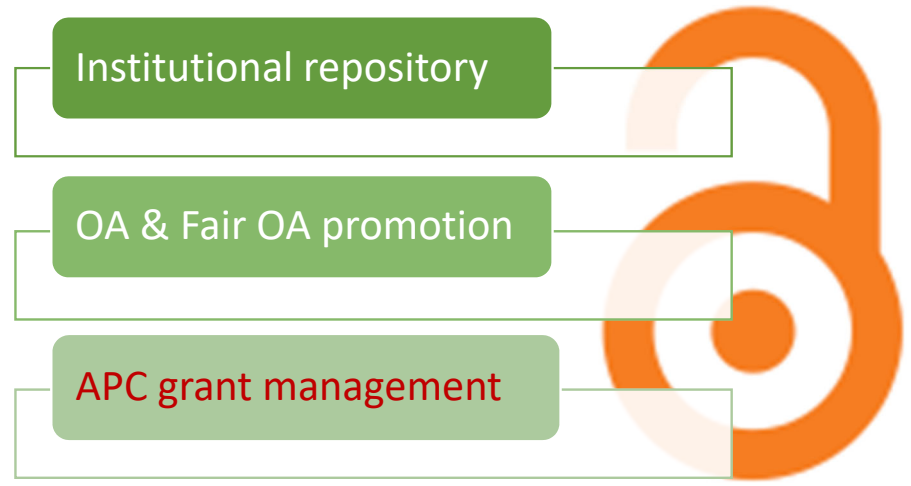 Institutional repository
OA & Fair OA promotion
APC grant management